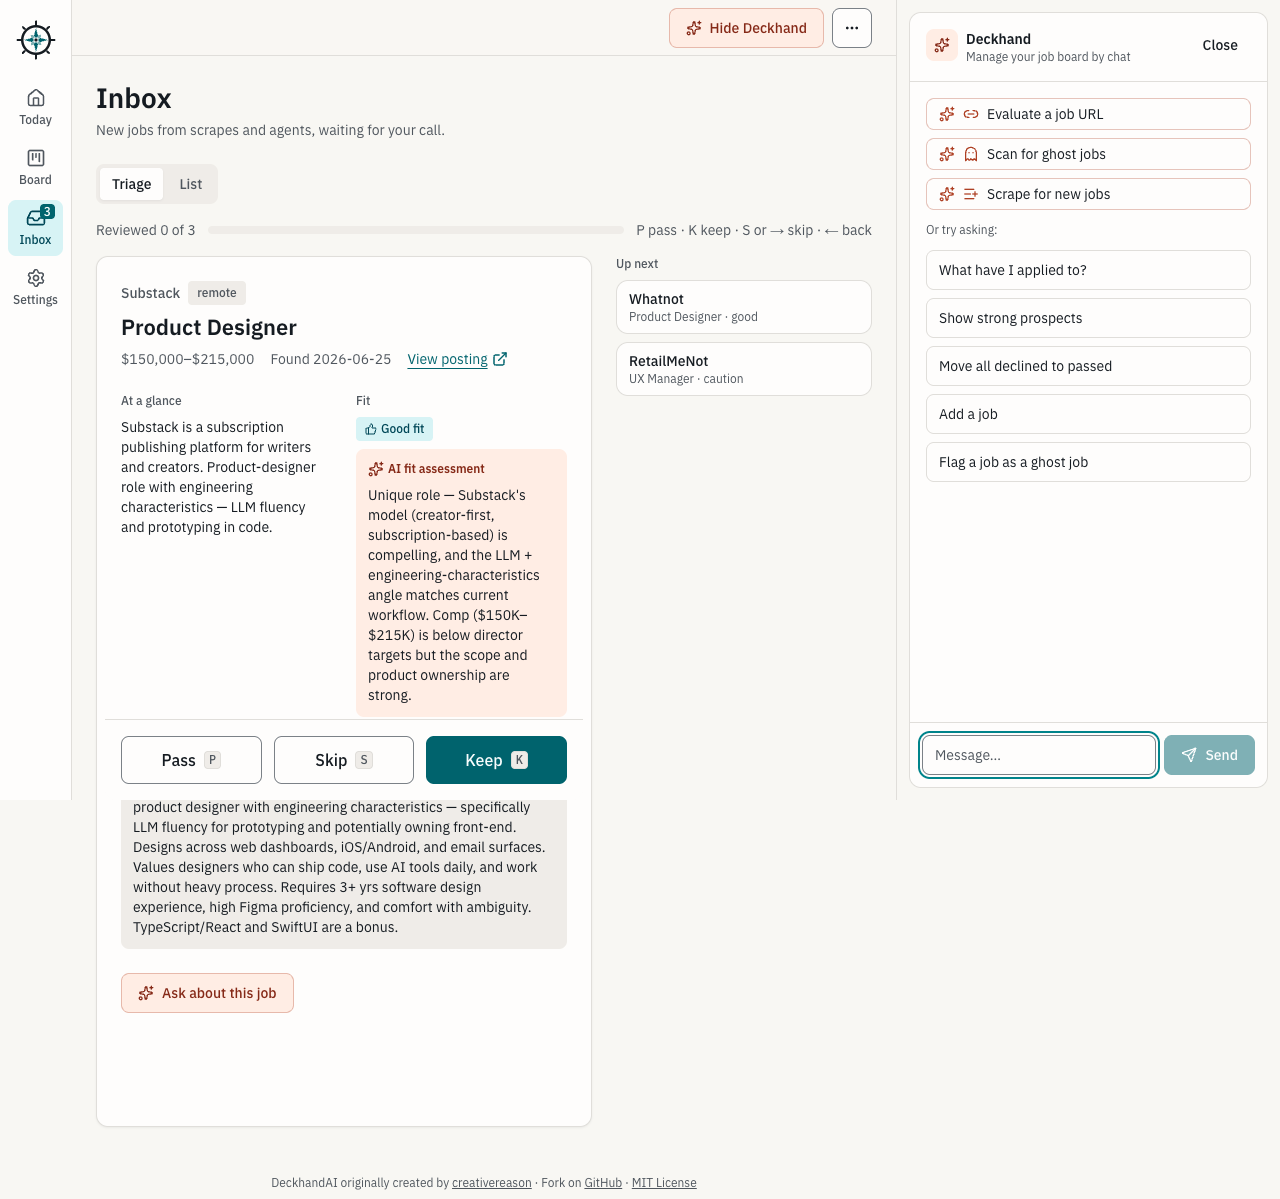 Today
Board
3
Inbox
Settings
Hide Deckhand
Inbox
New jobs from scrapes and agents, waiting for your call.
Triage
List
Reviewed 0 of 3
P pass · K keep · S or → skip · ← back
Substack remote
Product Designer
$150,000–$215,000 Found 2026-06-25 View posting
At a glance
Substack is a subscription
publishing platform for writers
and creators. Product-designer
role with engineering
characteristics — LLM fluency
and prototyping in code.
Fit
Good fit
AI fit assessment
Unique role — Substack's
model (creator-first,
subscription-based) is
compelling, and the LLM +
engineering-characteristics
angle matches current
workflow. Comp ($150K–
$215K) is below director
targets but the scope and
product ownership are
strong.
Pass P
Skip S
Keep K
product designer with engineering characteristics — specifically
LLM fluency for prototyping and potentially owning front-end.
Designs across web dashboards, iOS/Android, and email surfaces.
Values designers who can ship code, use AI tools daily, and work
without heavy process. Requires 3+ yrs software design
experience, high Figma proficiency, and comfort with ambiguity.
TypeScript/React and SwiftUI are a bonus.
Ask about this job
Up next
Whatnot
Product Designer · good
RetailMeNot
UX Manager · caution
Deckhand
Manage your job board by chat
Close
Evaluate a job URL
Scan for ghost jobs
Scrape for new jobs
Or try asking:
What have I applied to?
Show strong prospects
Move all declined to passed
Add a job
Flag a job as a ghost job
Message...
Send
DeckhandAI originally created by creativereason · Fork on GitHub · MIT License